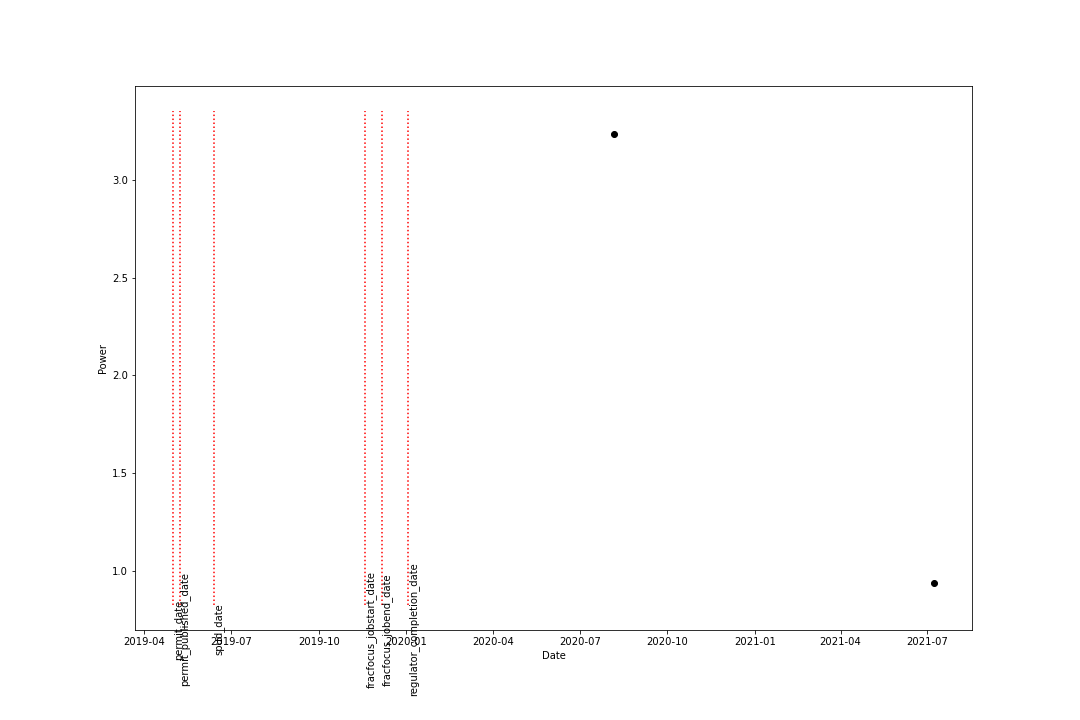 3.0
2.5
2.0
1.5
1.0
Power
permit_date
permit_published_date
spud_date
fracfocus_jobstart_date
fracfocus_jobend_date
regulator_completion_date
2019-04
2019-07
2019-10
2020-01
2020-04
2020-07
2020-10
2021-01
2021-04
2021-07
Date